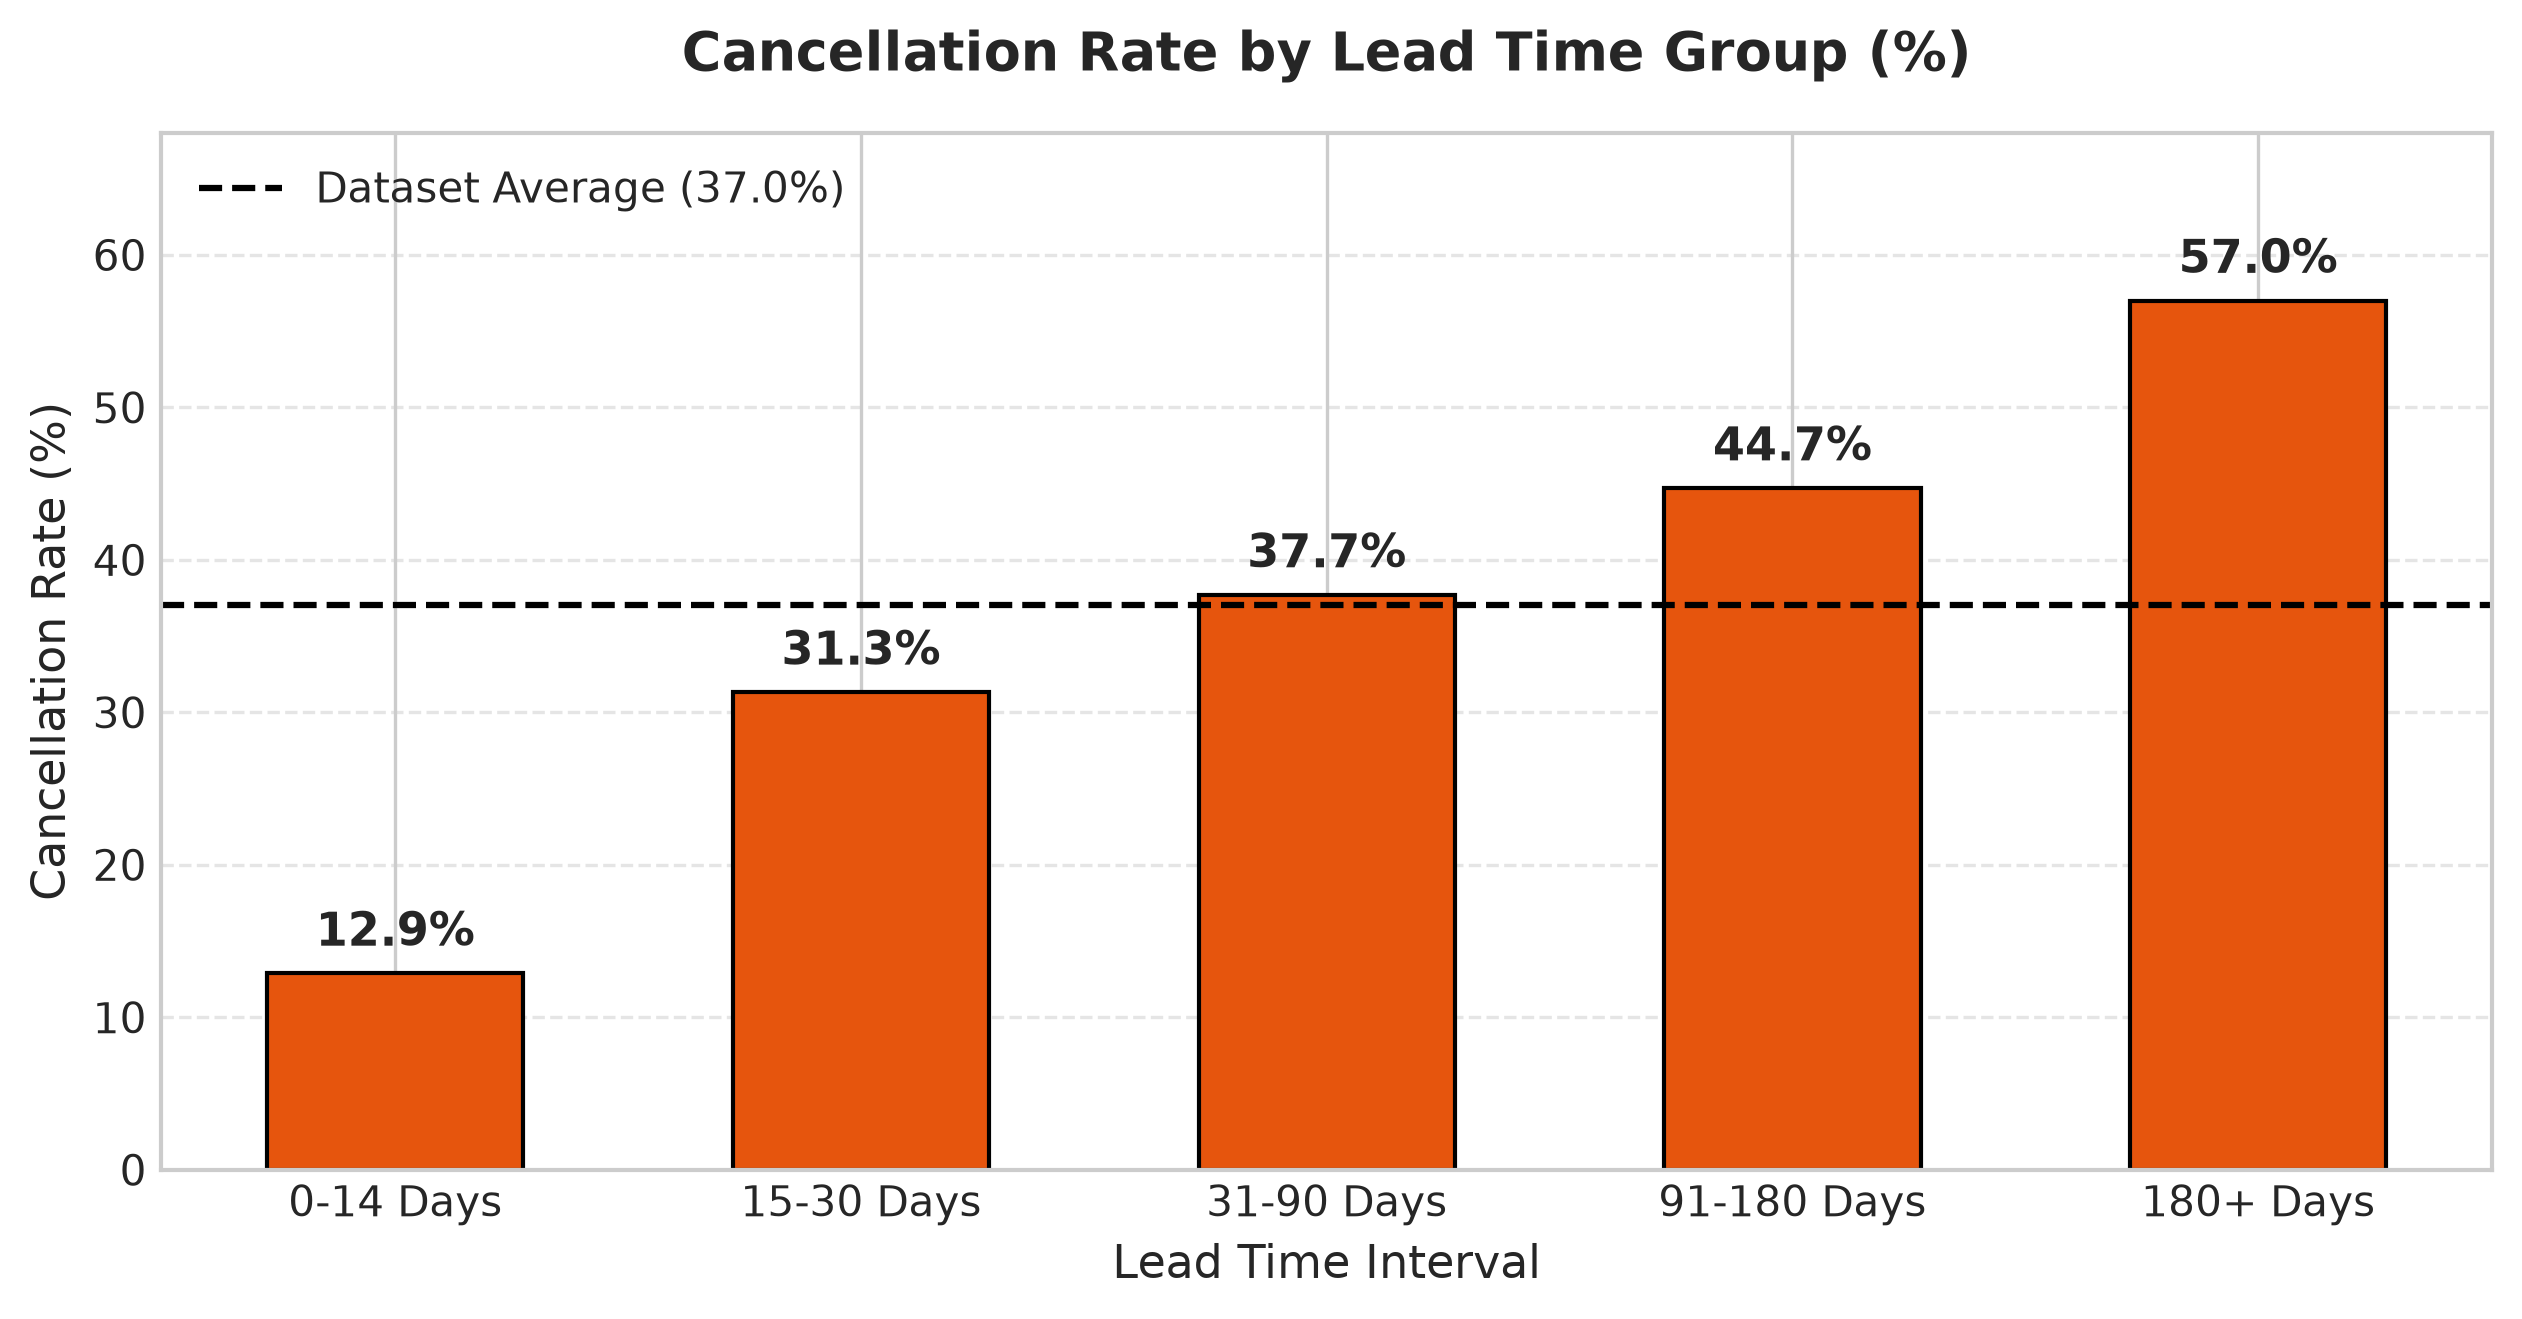 Cancellation Rate by Lead Time Group (%)
Dataset Average (37.0%)
Cancellation Rate (%)
60
50
40
30
20
10
0
12.9%
31.3%
37.7%
44.7%
57.0%
0-14 Days
15-30 Days
31-90 Days
91-180 Days
180+ Days
Lead Time Interval